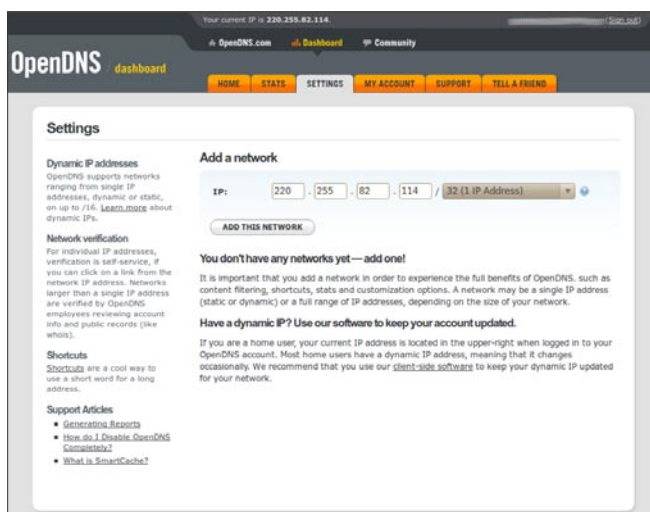 Your current IP is 220.255.82.114.
(Sign out)
OpenDNS.com
Dashboard
Community
OpenDNS dashboard
HOME
STATS
SETTINGS
MY ACCOUNT
SUPPORT
TELL A FRIEND
Settings
Dynamic IP addresses
OpenDNS supports networks
ranging from single IP
addresses, dynamic or static,
on up to /16. Learn more about
dynamic IPs.
Network verification
For individual IP addresses,
verification is self-service, if
you can click on a link from the
network IP address. Networks
larger than a single IP address
are verified by OpenDNS
employees reviewing account
info and public records (like
whois).
Shortcuts
Shortcuts are a cool way to
use a short word for a long
address.
Support Articles
Generating Reports
How do I Disable OpenDNS
Completely?
What is SmartCache?
Add a network
IP: 220 . 255 . 82 . 114 / 32 (1 IP Address)
ADD THIS NETWORK
You don't have any networks yet — add one!
It is important that you add a network in order to experience the full benefits of OpenDNS. such as
content filtering, shortcuts, stats and customization options. A network may be a single IP address
(static or dynamic) or a full range of IP addresses, depending on the size of your network.
Have a dynamic IP? Use our software to keep your account updated.
If you are a home user, your current IP address is located in the upper-right when logged in to your
OpenDNS account. Most home users have a dynamic IP address, meaning that it changes
occasionally. We recommend that you use our client-side software to keep your dynamic IP updated
for your network.